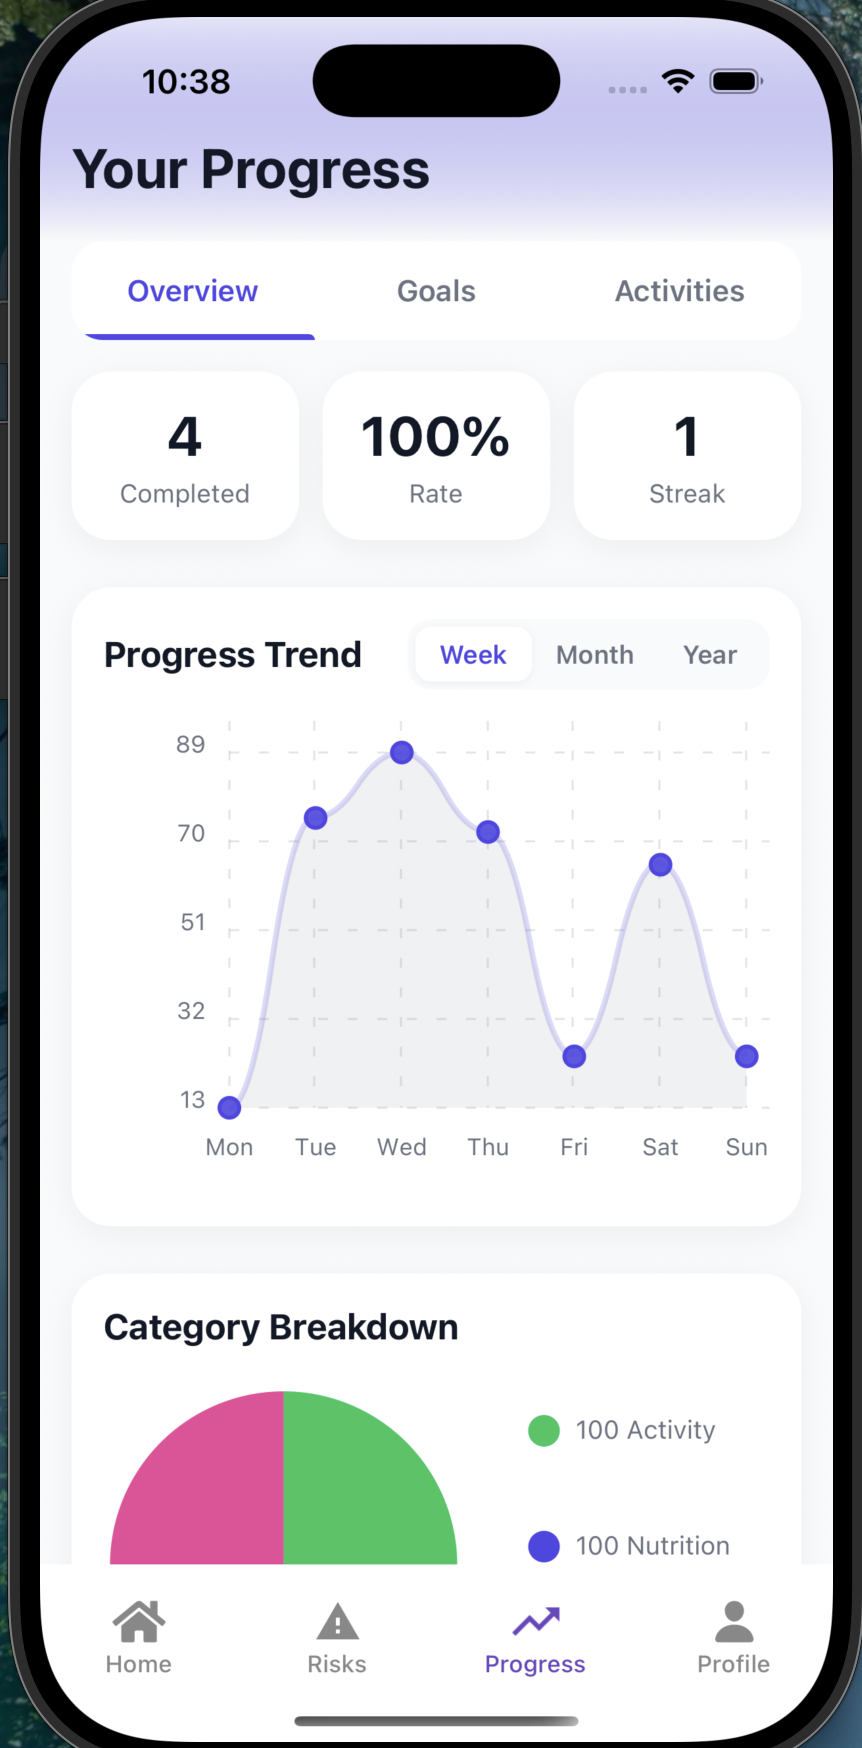 10:38
Your Progress
Overview Goals Activities
4 100% 1
Completed Rate Streak
Progress Trend Week Month Year
89
70
51
32
13
Mon Tue Wed Thu Fri Sat Sun
Category Breakdown
100 Activity
100 Nutrition
Home Risks Progress Profile